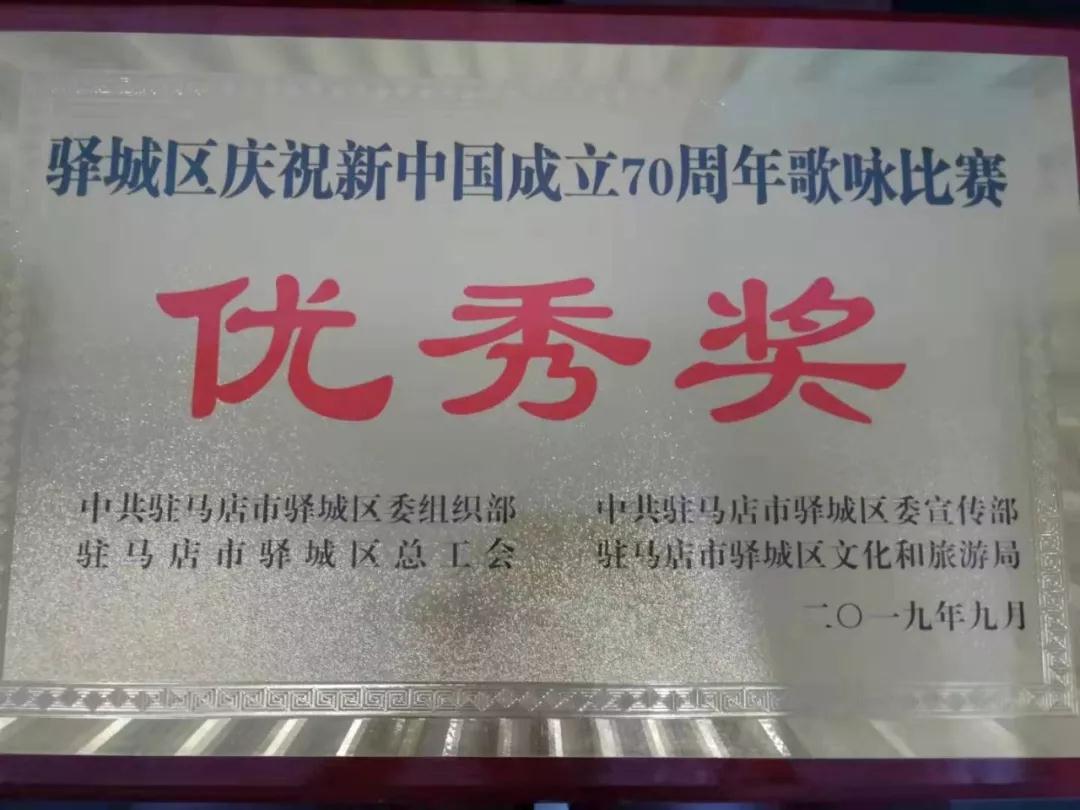 驿城区庆祝新中国成立70周年歌咏比赛
优秀奖
中共驻马店市驿城区委组织部 中共驻马店市驿城区委宣传部
驻马店市驿城区总工会 驻马店市驿城区文化和旅游局
二〇一九年九月